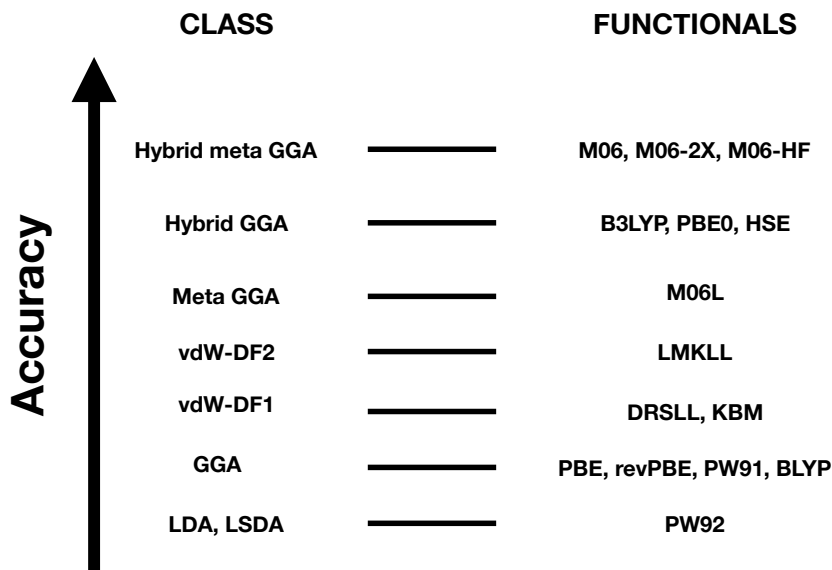 CLASS FUNCTIONALS
Accuracy
Hybrid meta GGA M06, M06-2X, M06-HF
Hybrid GGA B3LYP, PBE0, HSE
Meta GGA M06L
vdW-DF2 LMKLL
vdW-DF1 DRSLL, KBM
GGA PBE, revPBE, PW91, BLYP
LDA, LSDA PW92